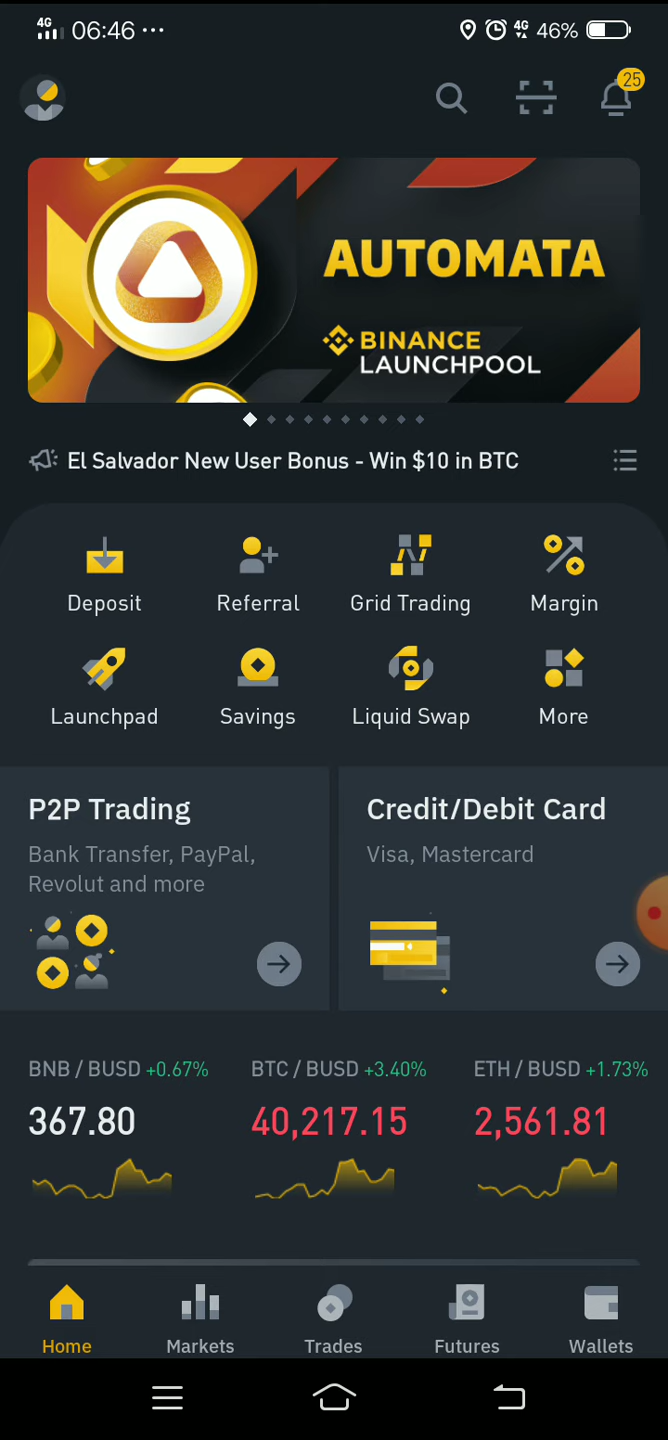 4G 06:46 ··· 4G 46%
25
AUTOMATA
BINANCE
LAUNCHPOOL
El Salvador New User Bonus - Win $10 in BTC
Deposit Referral Grid Trading Margin
Launchpad Savings Liquid Swap More
P2P Trading
Bank Transfer, PayPal,
Revolut and more
Credit/Debit Card
Visa, Mastercard
BNB / BUSD +0.67% BTC / BUSD +3.40% ETH / BUSD +1.73%
367.80 40,217.15 2,561.81
Home Markets Trades Futures Wallets